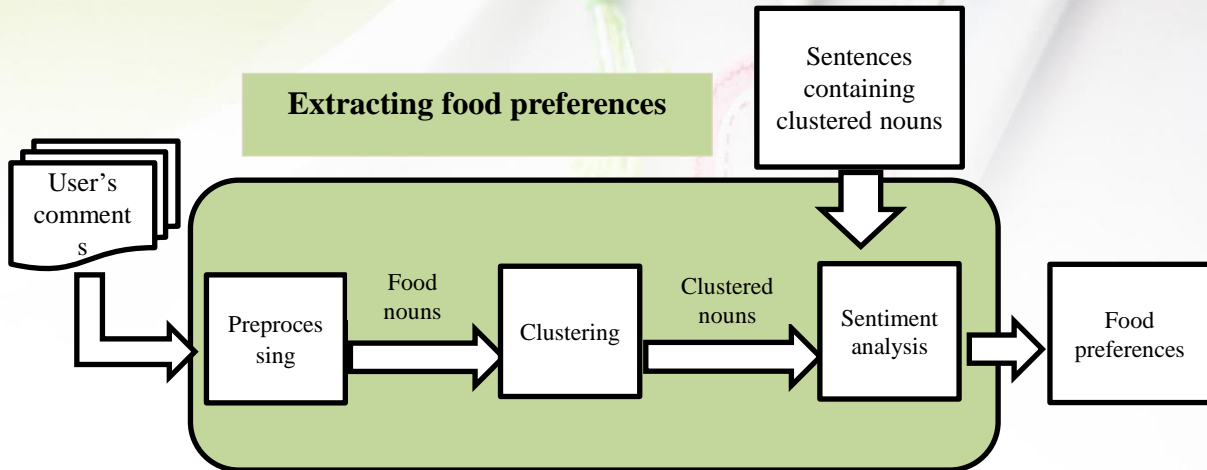 Extracting food preferences
Sentences
containing
clustered nouns
User’s
comment
s
Preproces
sing
Food
nouns
Clustering
Clustered
nouns
Sentiment
analysis
Food
preferences